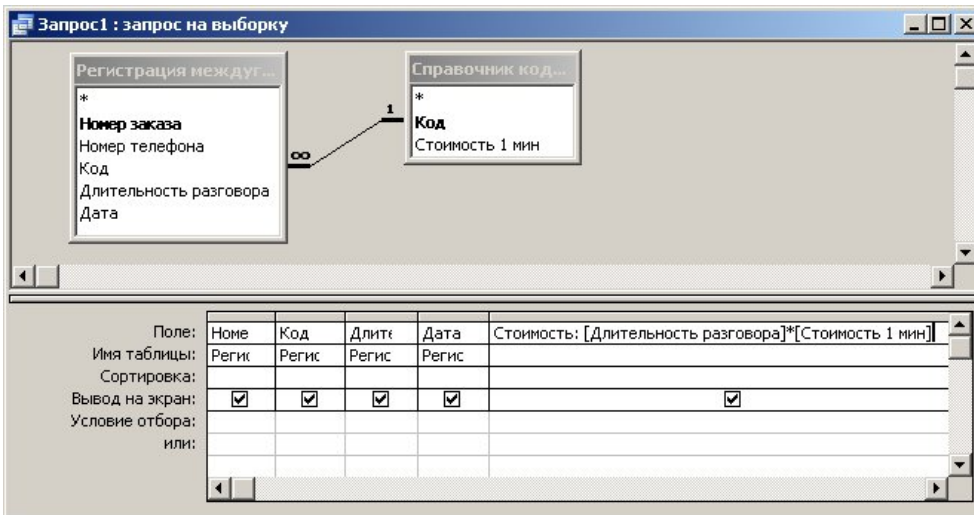 Запрос1 : запрос на выборку
Регистрация междуг...
*
Номер заказа
Номер телефона
Код
Длительность разговора
Дата
∞
1
Справочник код...
*
Код
Стоимость 1 мин
Поле: Номе Код Длите Дата Стоимость: [Длительность разговора]*[Стоимость 1 мин]
Имя таблицы: Регис Регис Регис Регис
Сортировка:
Вывод на экран:
Условие отбора:
или: